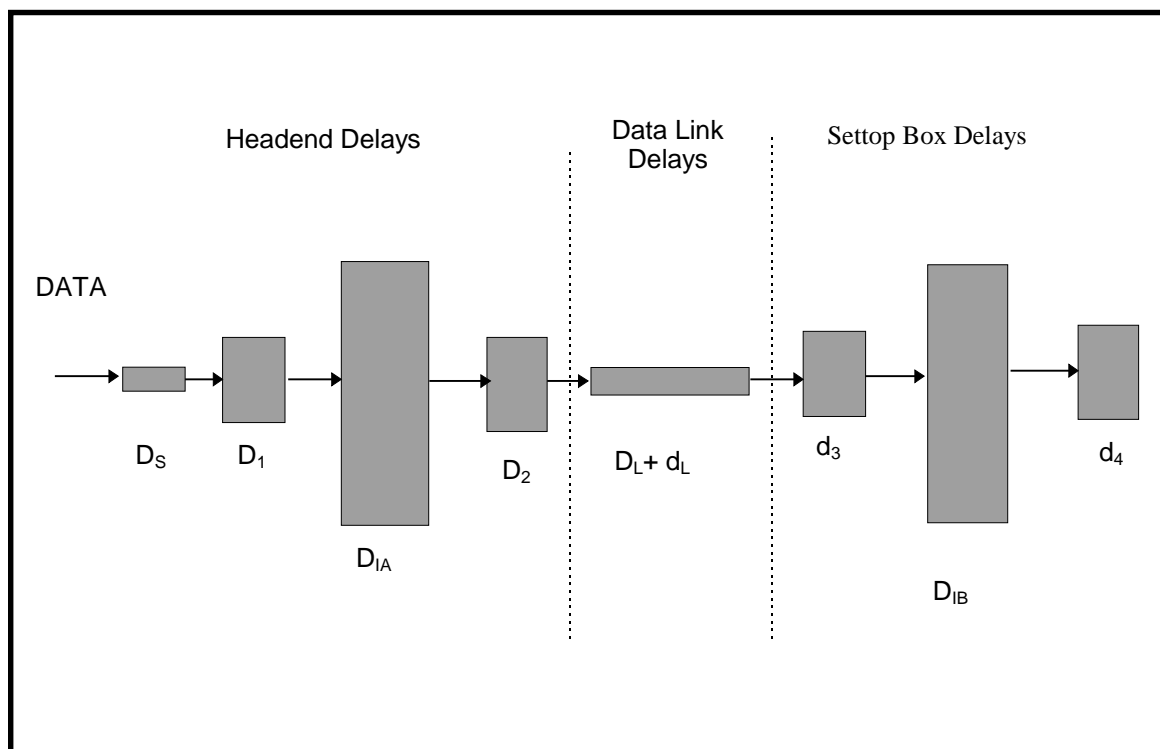 Headend Delays
Data Link
Delays
Settop Box Delays
DATA
D_S
D_1
D_IA
D_2
D_L+ d_L
d_3
D_IB
d_4